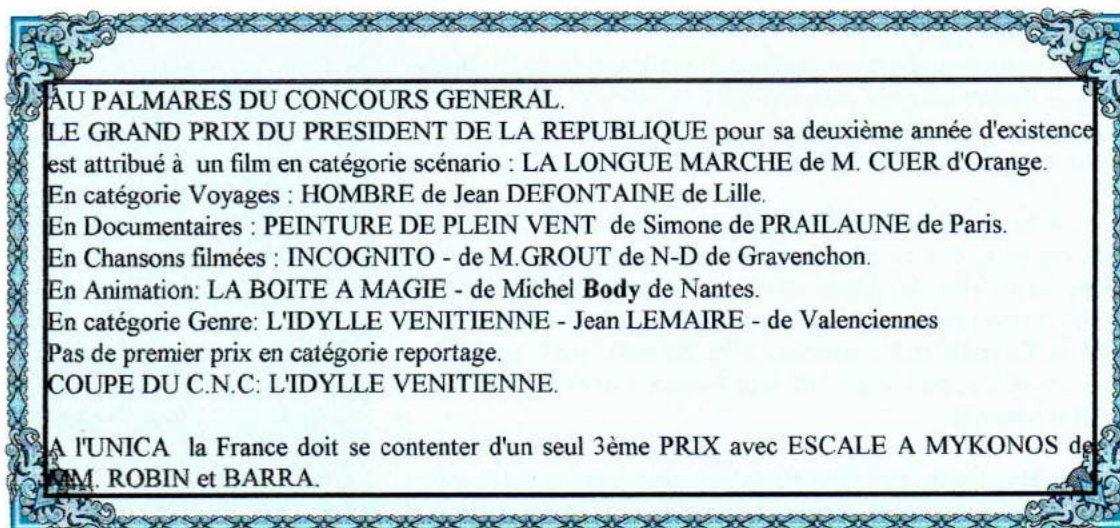 AU PALMARES DU CONCOURS GENERAL.
LE GRAND PRIX DU PRESIDENT DE LA REPUBLIQUE pour sa deuxième année d'existence
est attribué à un film en catégorie scénario : LA LONGUE MARCHE de M. CUER d'Orange.
En catégorie Voyages : HOMBRE de Jean DEFONTAINE de Lille.
En Documentaires : PEINTURE DE PLEIN VENT de Simone de PRAILAUNE de Paris.
En Chansons filmées : INCOGNITO - de M.GROUT de N-D de Gravenchon.
En Animation: LA BOITE A MAGIE - de Michel Body de Nantes.
En catégorie Genre: L'IDYLLE VENITIENNE - Jean LEMAIRE - de Valenciennes
Pas de premier prix en catégorie reportage.
COUPE DU C.N.C: L'IDYLLE VENITIENNE.
A l'UNICA la France doit se contenter d'un seul 3ème PRIX avec ESCALE A MYKONOS de
MM. ROBIN et BARRA.